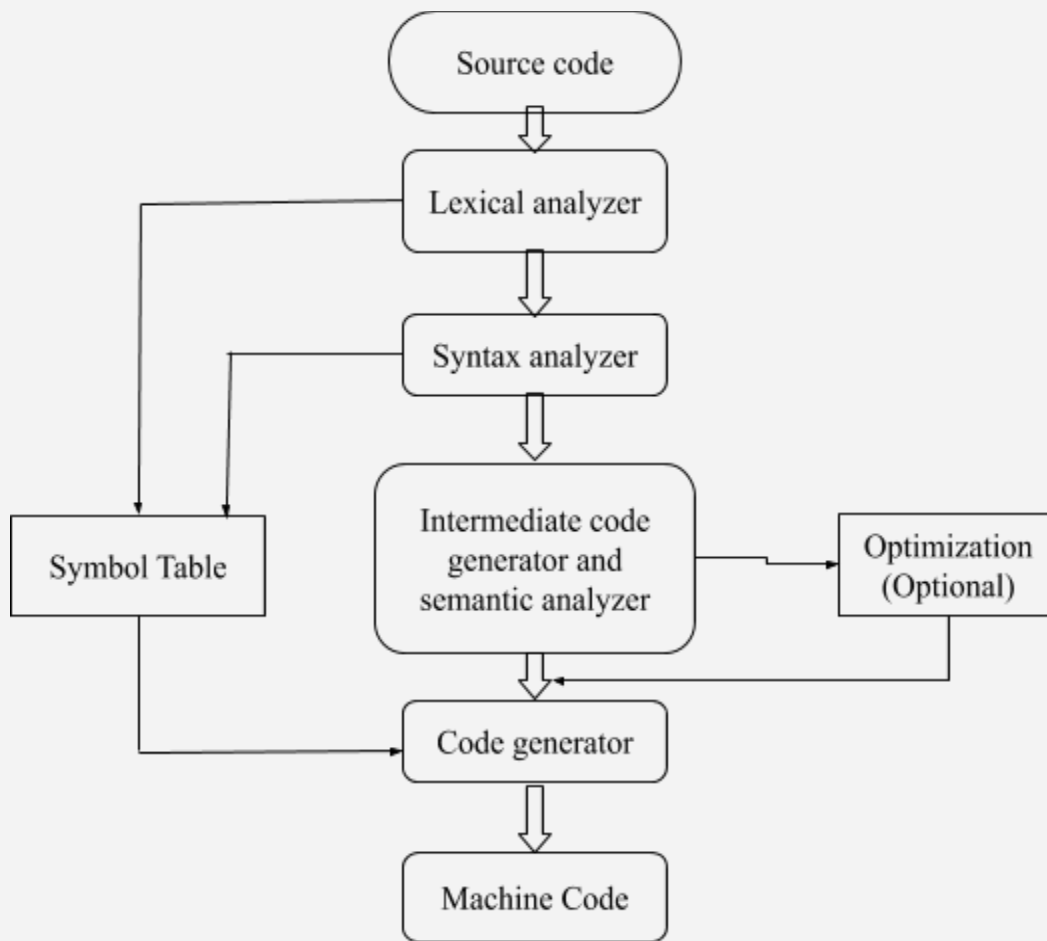 Source code
Lexical analyzer
Syntax analyzer
Symbol Table
Intermediate code
generator and
semantic analyzer
Optimization
(Optional)
Code generator
Machine Code